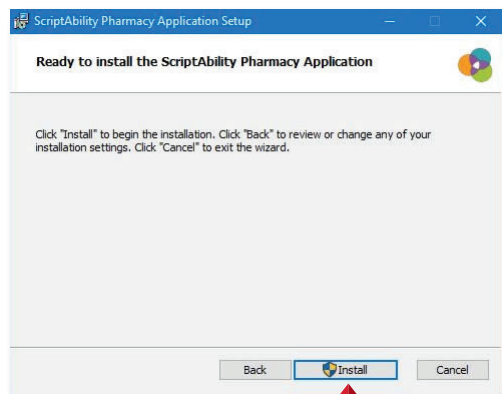 ScriptAbility Pharmacy Application Setup
Ready to install the ScriptAbility Pharmacy Application
Click "Install" to begin the installation. Click "Back" to review or change any of your
installation settings. Click "Cancel" to exit the wizard.
Back Install Cancel